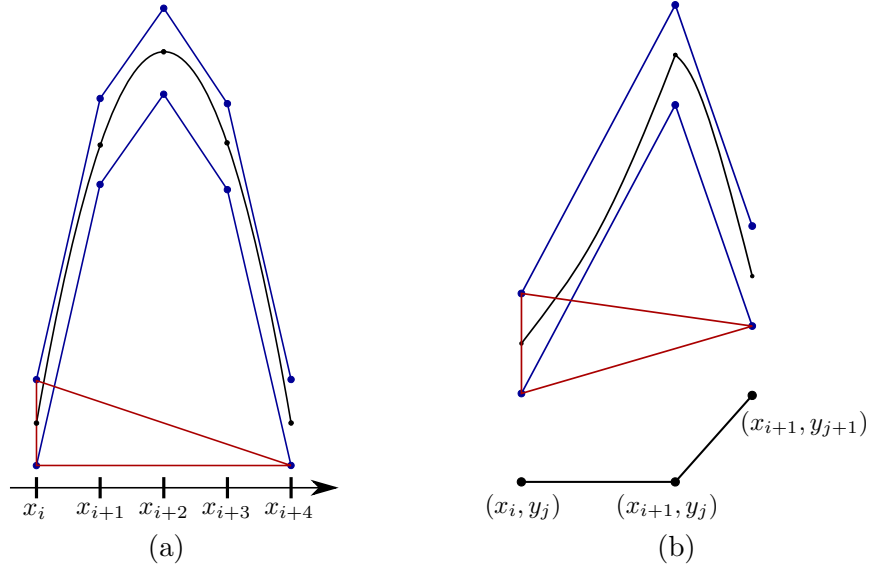 (x_{i+1}, y_{j+1})
(x_i, y_j) (x_{i+1}, y_j)
x_i x_{i+1} x_{i+2} x_{i+3} x_{i+4}
(a) (b)